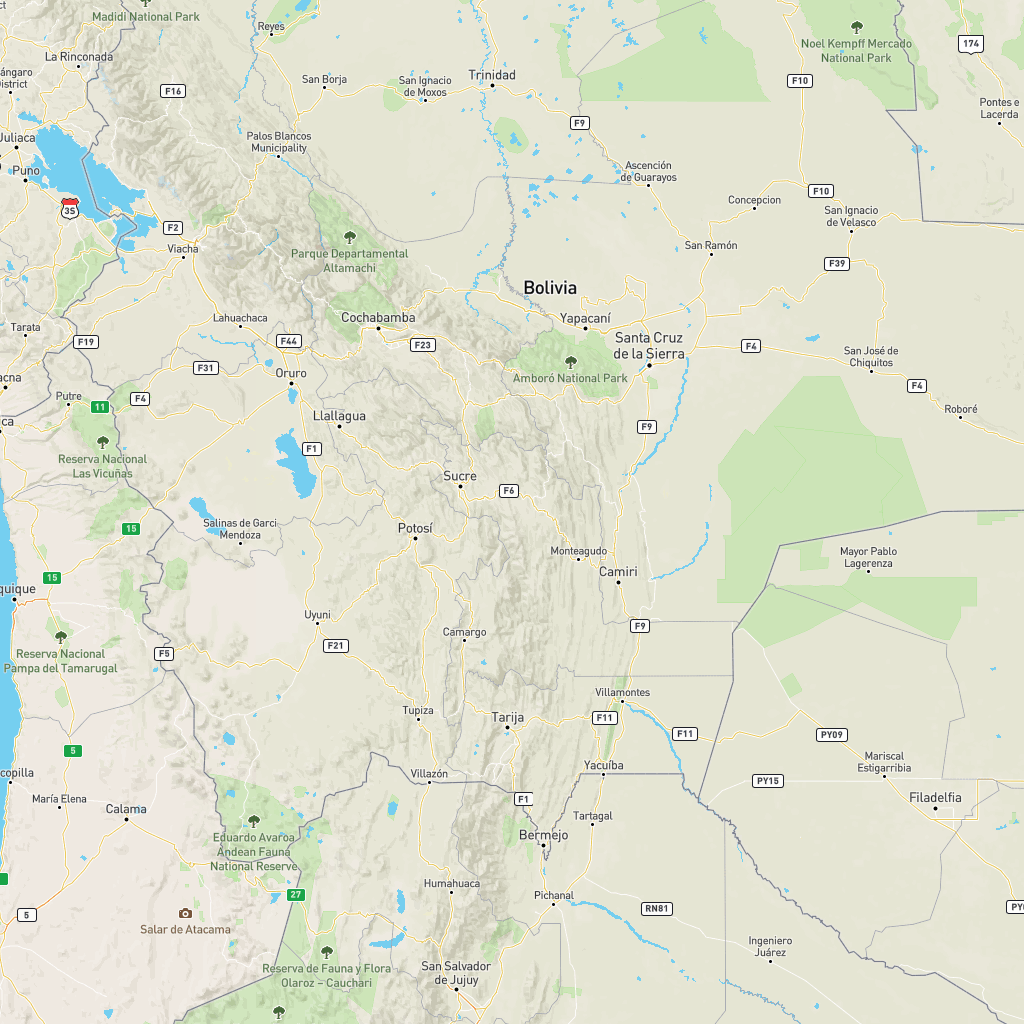 Madidi National Park
Reyes
Noel Kempff Mercado
National Park
174
La Rinconada
F16
San Borja
San Ignacio
de Moxos
Trinidad
F10
District
Pontes e
Lacerda
F9
Juliaca
Palos Blancos
Municipality
Puno
Ascensión
de Guarayos
35
F10
Concepcion
San Ignacio
de Velasco
F2
Viacha
Parque Departamental
Altamachi
San Ramón
F39
Bolivia
Lahuachaca
Cochabamba
Yapacaní
Tarata
F19
F44
F23
Santa Cruz
de la Sierra
F4
San José de
Chiquitos
F31
Oruro
Amboró National Park
F4
Putre
F4
11
Llallagua
Roboré
F9
F1
Reserva Nacional
Las Vicuñas
Sucre
F6
15
Salinas de Garci
Mendoza
Potosí
Monteagudo
Mayor Pablo
Lagerenza
15
Camiri
Uyuni
Camargo
F9
Reserva Nacional
Pampa del Tamarugal
F5
F21
Villamontes
Tupiza
Tarija
F11
F11
PY09
5
Mariscal
Estigarribia
Villazón
Yacuíba
PY15
María Elena
F1
Filadelfia
Calama
Tartagal
Eduardo Avaroa
Andean Fauna
National Reserve
Bermejo
Humahuaca
27
Pichanal
5
RN81
Salar de Atacama
Ingeniero
Juárez
Reserva de Fauna y Flora
Olaroz – Cauchari
San Salvador
de Jujuy